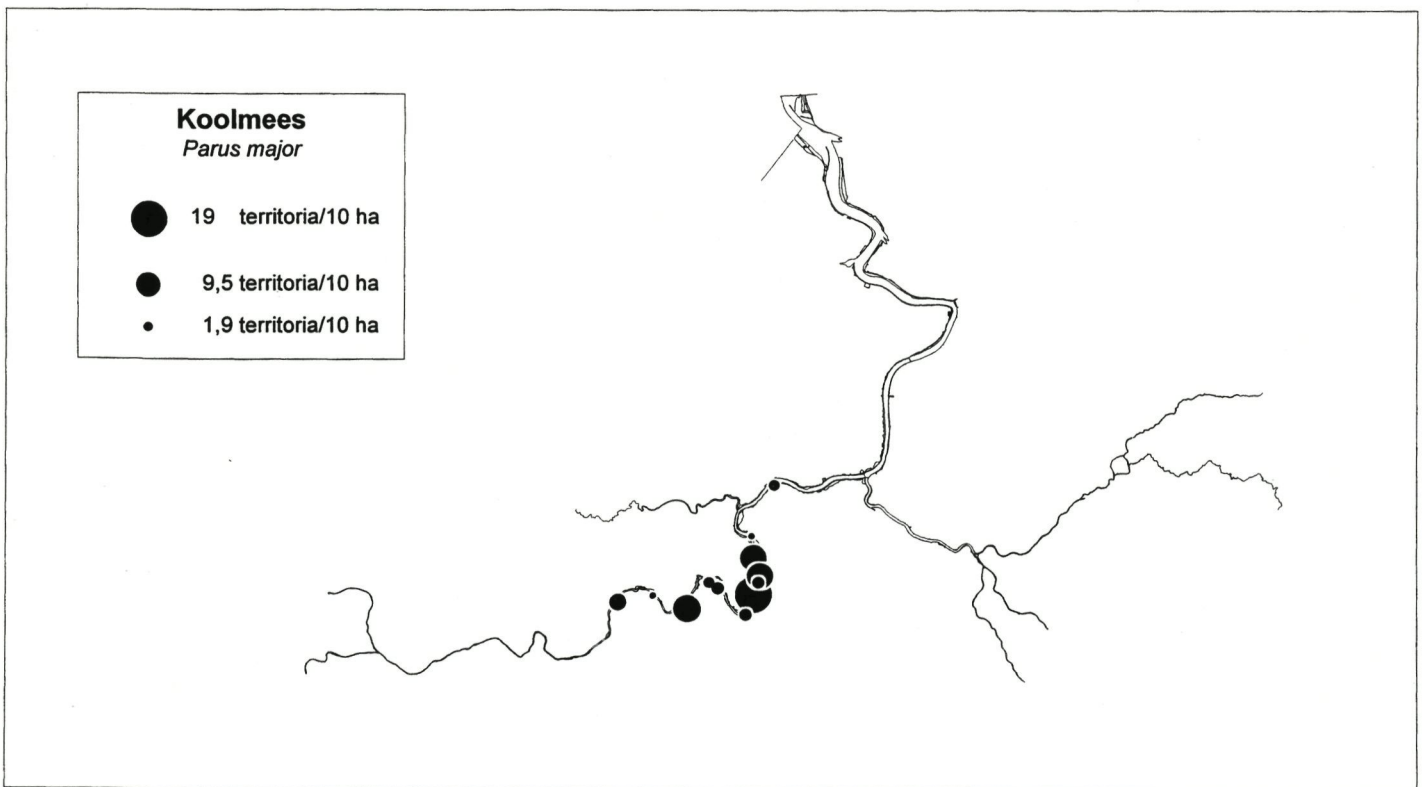 Koolmees
Parus major
19 territoria/10 ha
9,5 territoria/10 ha
1,9 territoria/10 ha